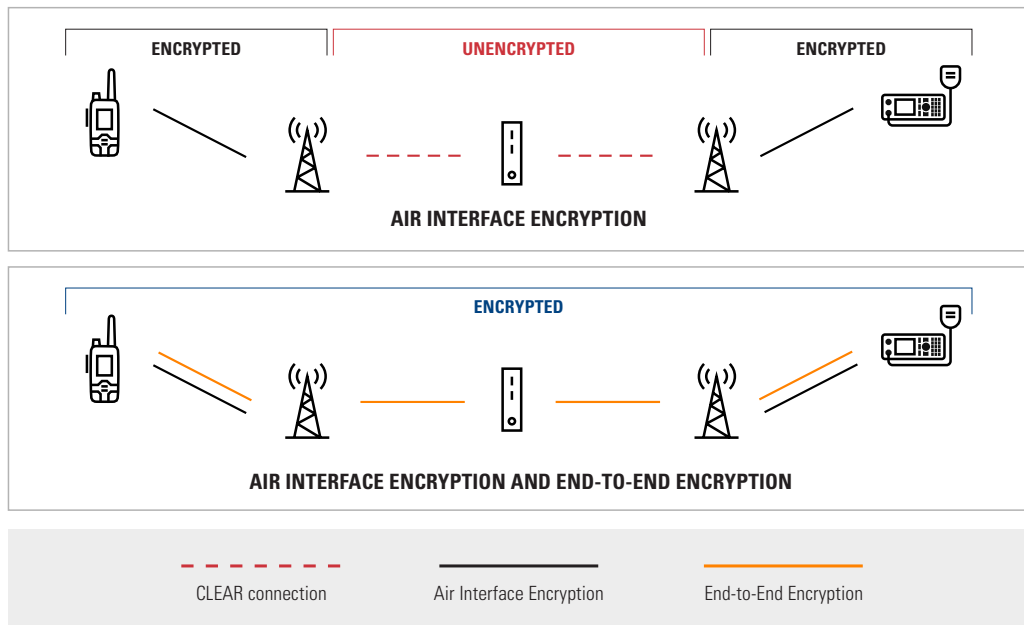 ENCRYPTED
UNENCRYPTED
ENCRYPTED
AIR INTERFACE ENCRYPTION
ENCRYPTED
AIR INTERFACE ENCRYPTION AND END-TO-END ENCRYPTION
CLEAR connection
Air Interface Encryption
End-to-End Encryption